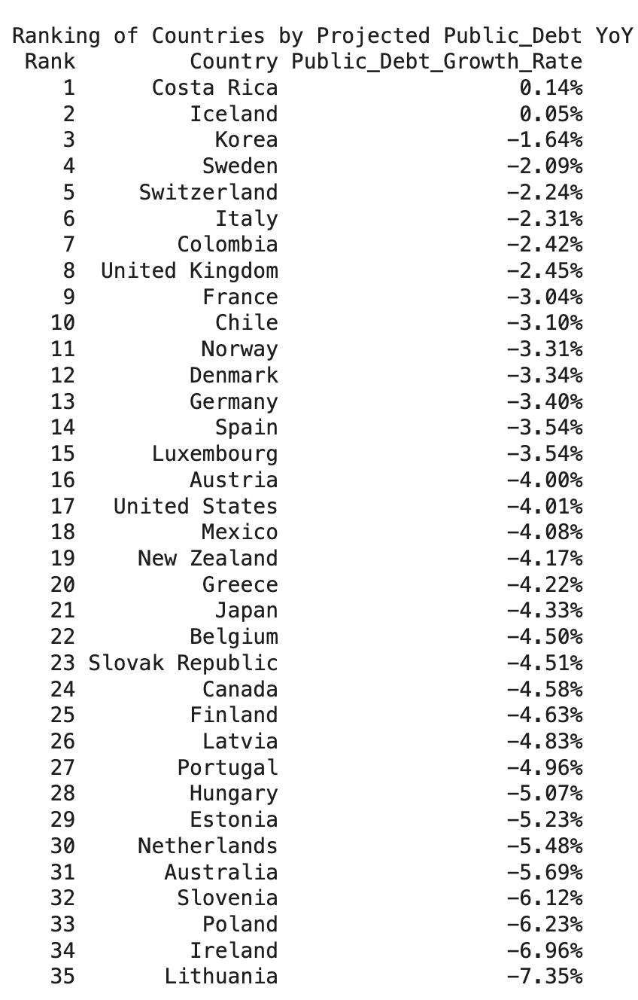 Ranking of Countries by Projected Public_Debt YoY
Rank Country Public_Debt_Growth_Rate
1 Costa Rica 0.14%
2 Iceland 0.05%
3 Korea -1.64%
4 Sweden -2.09%
5 Switzerland -2.24%
6 Italy -2.31%
7 Colombia -2.42%
8 United Kingdom -2.45%
9 France -3.04%
10 Chile -3.10%
11 Norway -3.31%
12 Denmark -3.34%
13 Germany -3.40%
14 Spain -3.54%
15 Luxembourg -3.54%
16 Austria -4.00%
17 United States -4.01%
18 Mexico -4.08%
19 New Zealand -4.17%
20 Greece -4.22%
21 Japan -4.33%
22 Belgium -4.50%
23 Slovak Republic -4.51%
24 Canada -4.58%
25 Finland -4.63%
26 Latvia -4.83%
27 Portugal -4.96%
28 Hungary -5.07%
29 Estonia -5.23%
30 Netherlands -5.48%
31 Australia -5.69%
32 Slovenia -6.12%
33 Poland -6.23%
34 Ireland -6.96%
35 Lithuania -7.35%